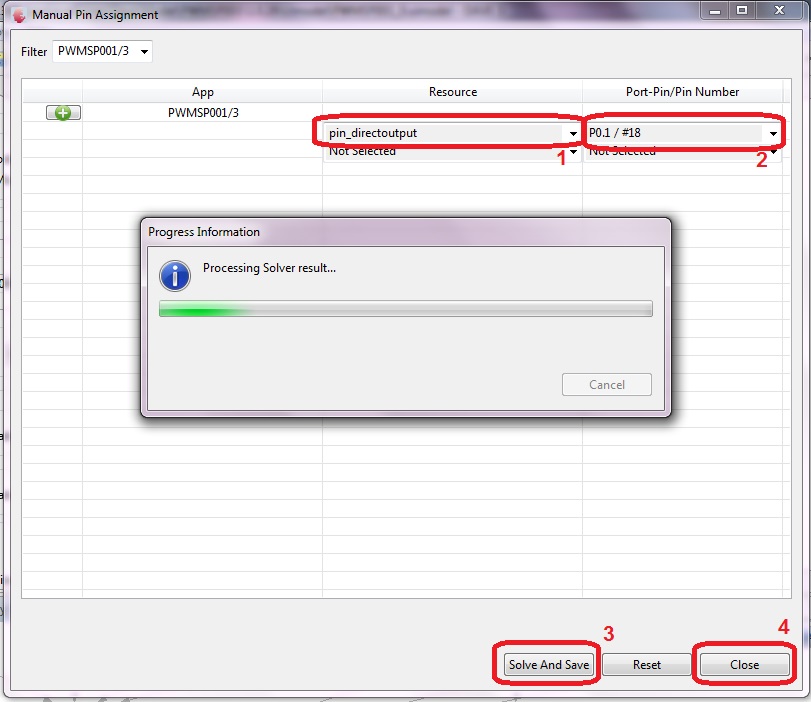 Manual Pin Assignment
Filter PWMSP001/3
App Resource Port-Pin/Pin Number
PWMSP001/3
pin_directoutput P0.1 / #18
Not Selected 1 Not Selected 2
Progress Information
Processing Solver result...
Cancel
3 4
Solve And Save Reset Close